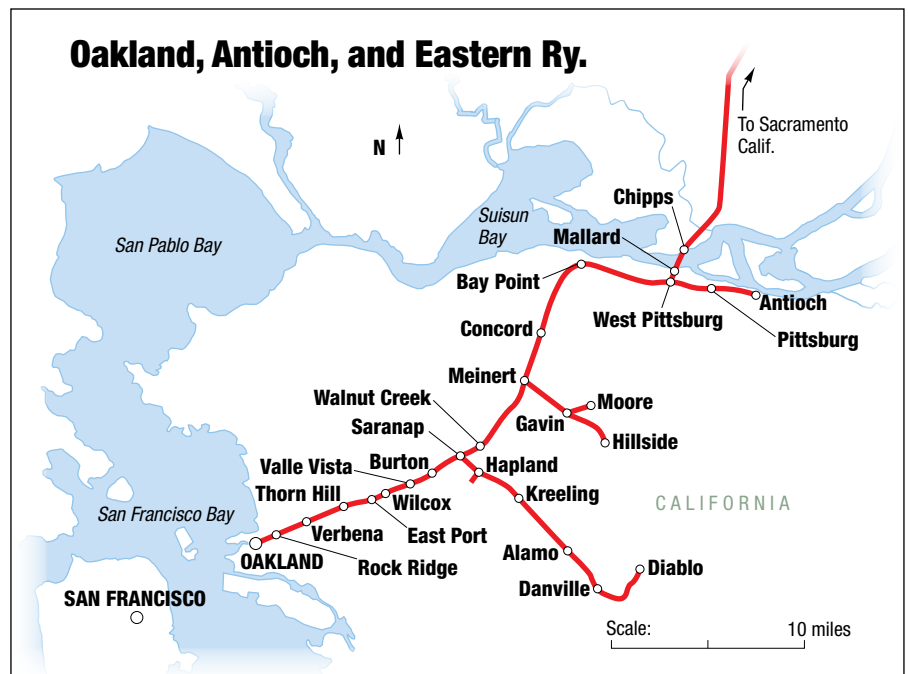 Oakland, Antioch, and Eastern Ry.
N
To Sacramento
Calif.
Chipps
Suisun
Bay
Mallard
San Pablo Bay
Bay Point
Antioch
West Pittsburg
Pittsburg
Concord
Meinert
Moore
Walnut Creek
Gavin
Saranap
Hillside
Burton
Hapland
Valle Vista
Kreeling
Thorn Hill
Wilcox
CALIFORNIA
San Francisco Bay
Verbena
East Port
OAKLAND
Rock Ridge
Alamo
Diablo
Danville
SAN FRANCISCO
Scale:
10 miles